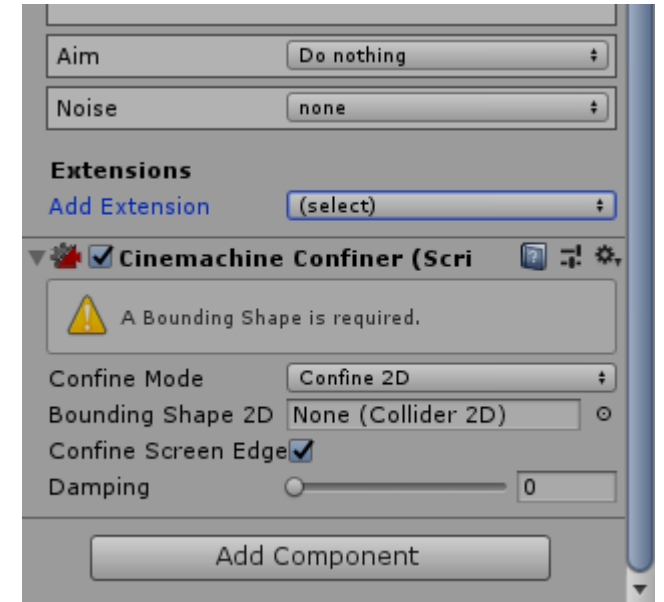 Aim Do nothing
Noise none
Extensions
Add Extension (select)
Cinemachine Confiner (Scri
A Bounding Shape is required.
Confine Mode Confine 2D
Bounding Shape 2D None (Collider 2D)
Confine Screen Edge
Damping 0
Add Component